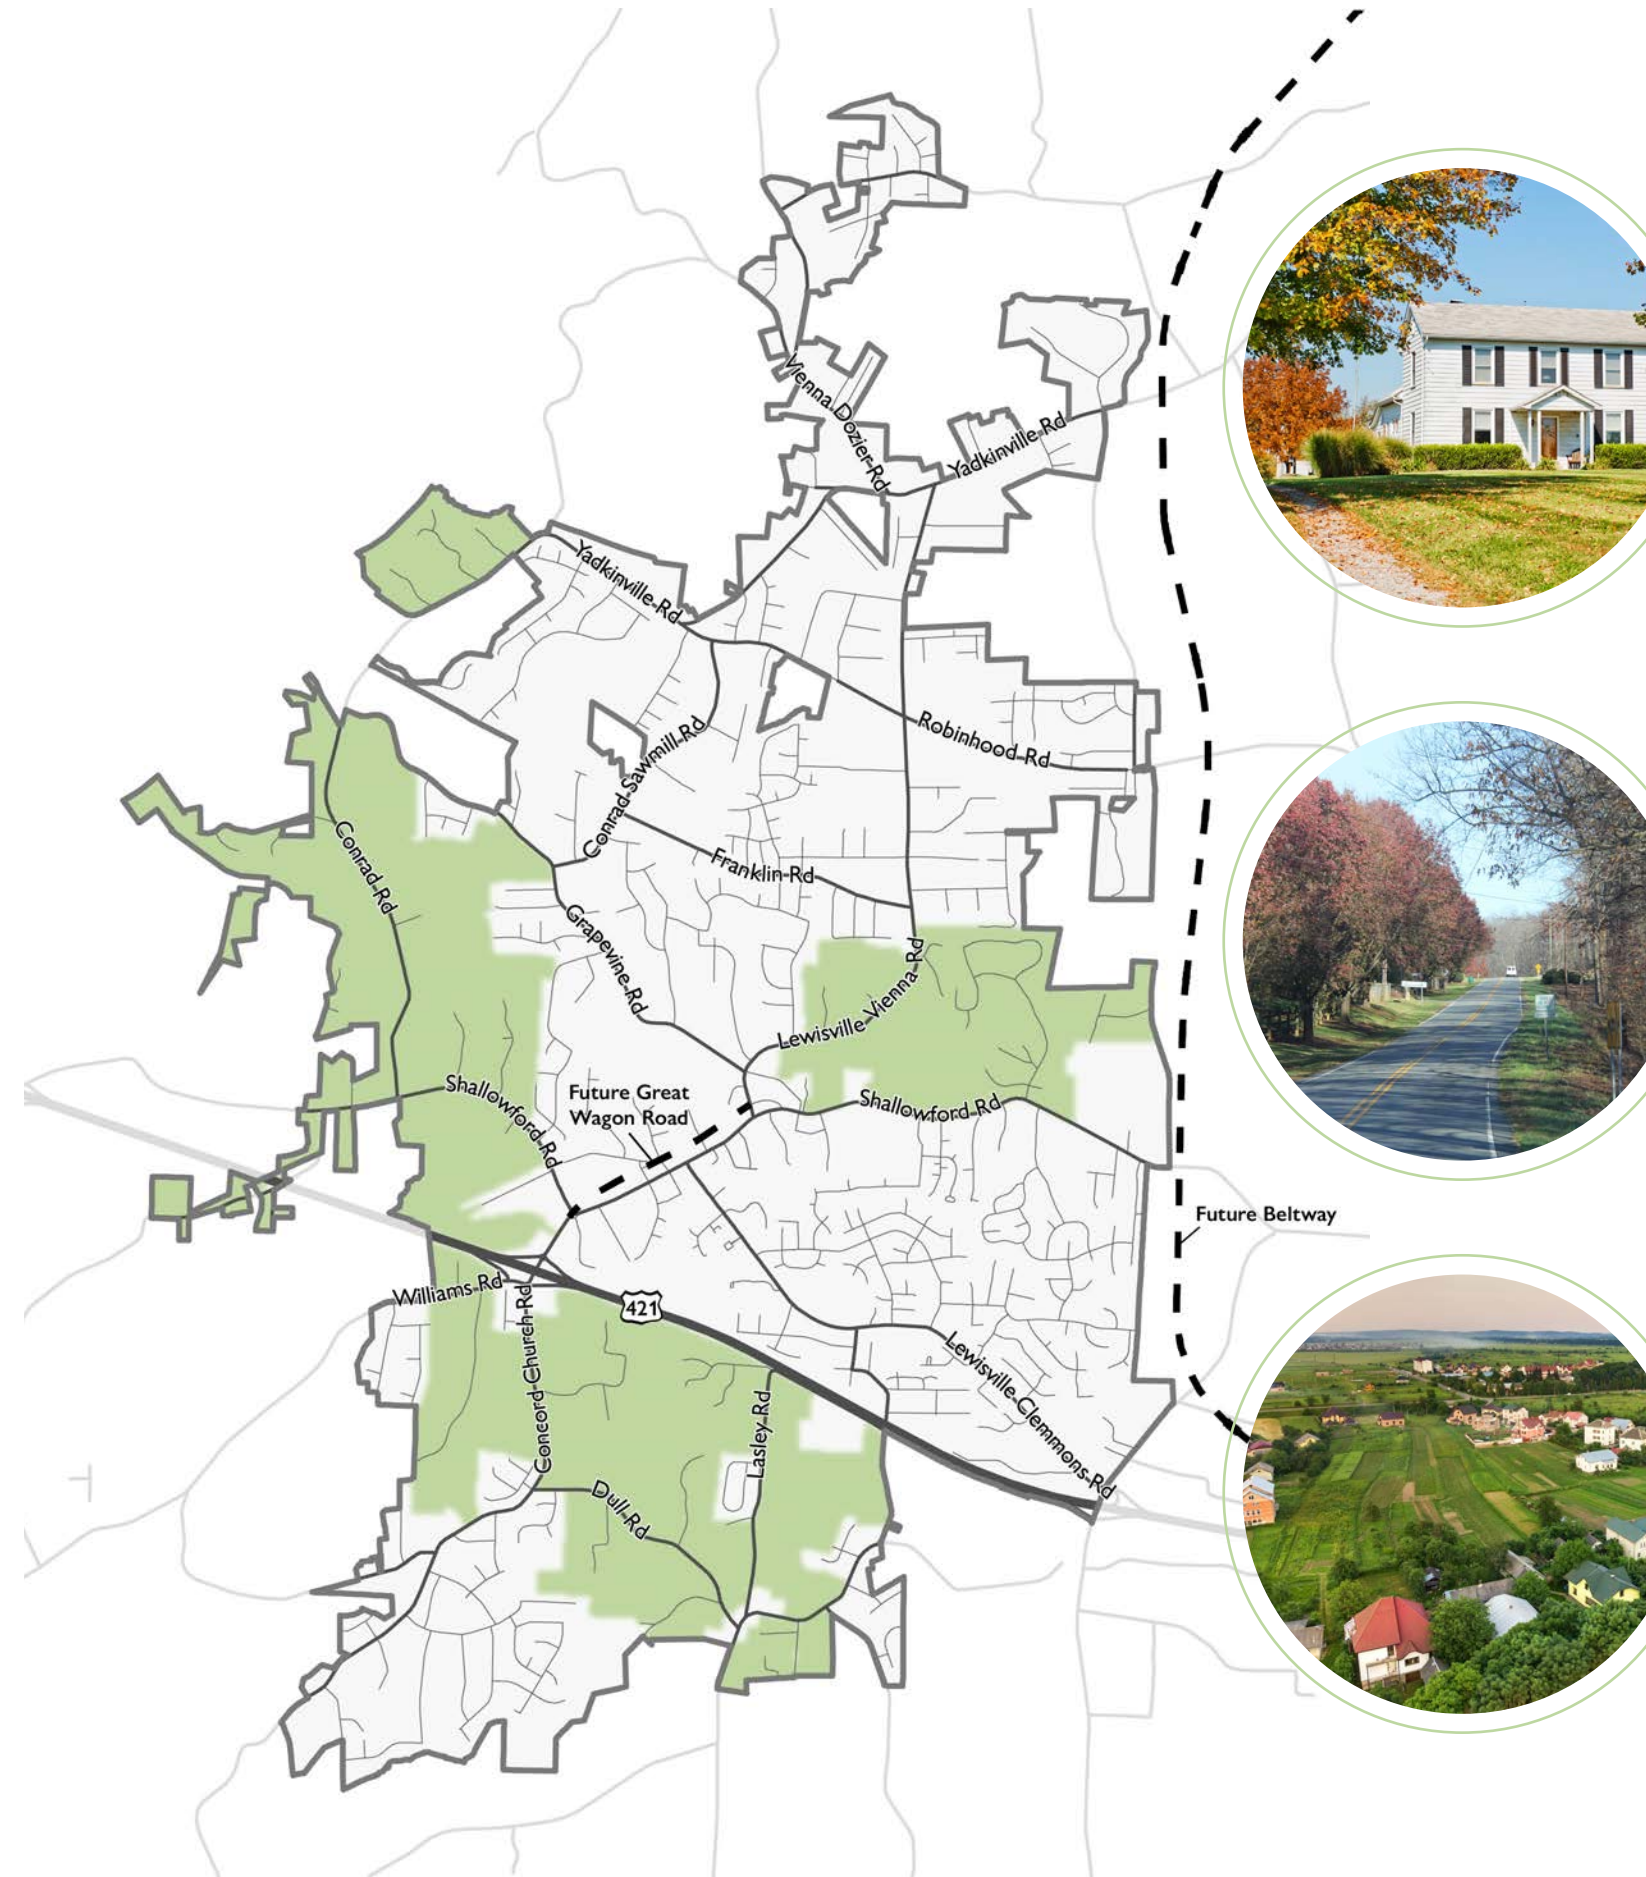 Vienna Dozier Rd
Yadkinville Rd
Yadkinville Rd
Robinhood Rd
Conrad Sawmill Rd
Conrad Rd
Franklin Rd
Grapevine Rd
Lewisville Vienna Rd
Shallowford Rd
Future Great
Wagon Road
Shallowford Rd
Future Beltway
Williams Rd
421
Concord Church Rd
Lewisville Clemmons Rd
Lasley Rd
Dull Rd